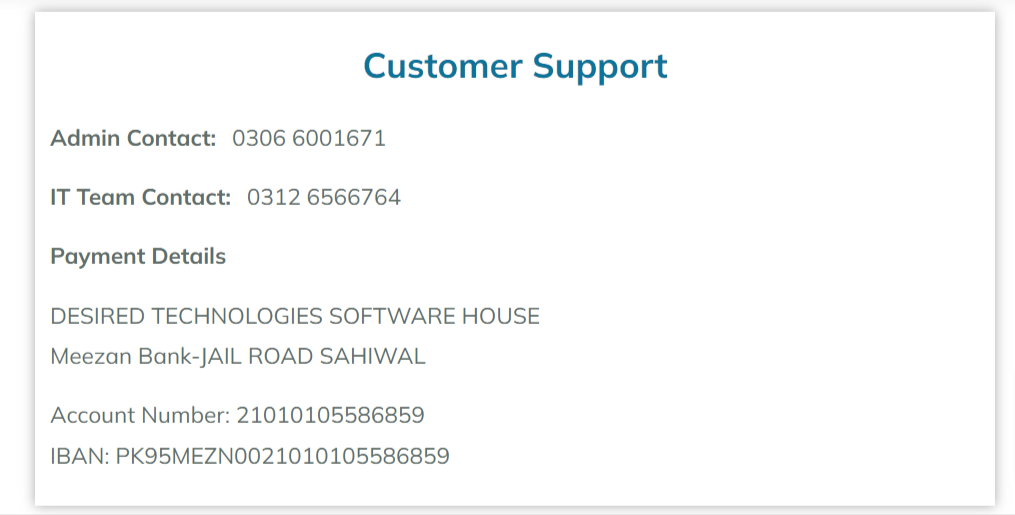 Customer Support
Admin Contact: 0306 6001671
IT Team Contact: 0312 6566764
Payment Details
DESIRED TECHNOLOGIES SOFTWARE HOUSE
Meezan Bank-JAIL ROAD SAHIWAL
Account Number: 21010105586859
IBAN: PK95MEZN0021010105586859